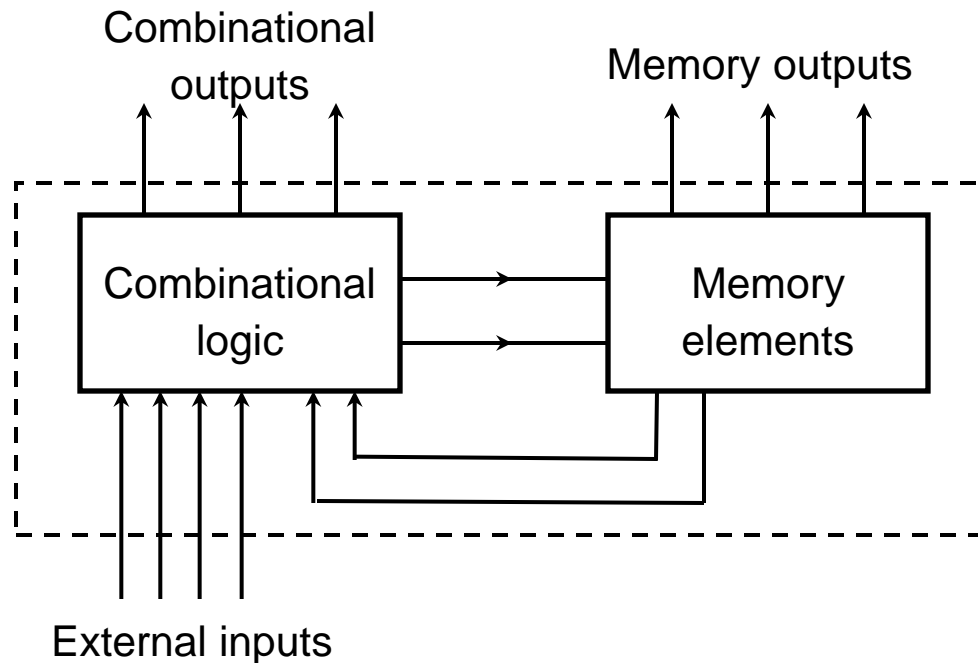 Combinational
outputs
Memory outputs
Combinational
logic
Memory
elements
External inputs